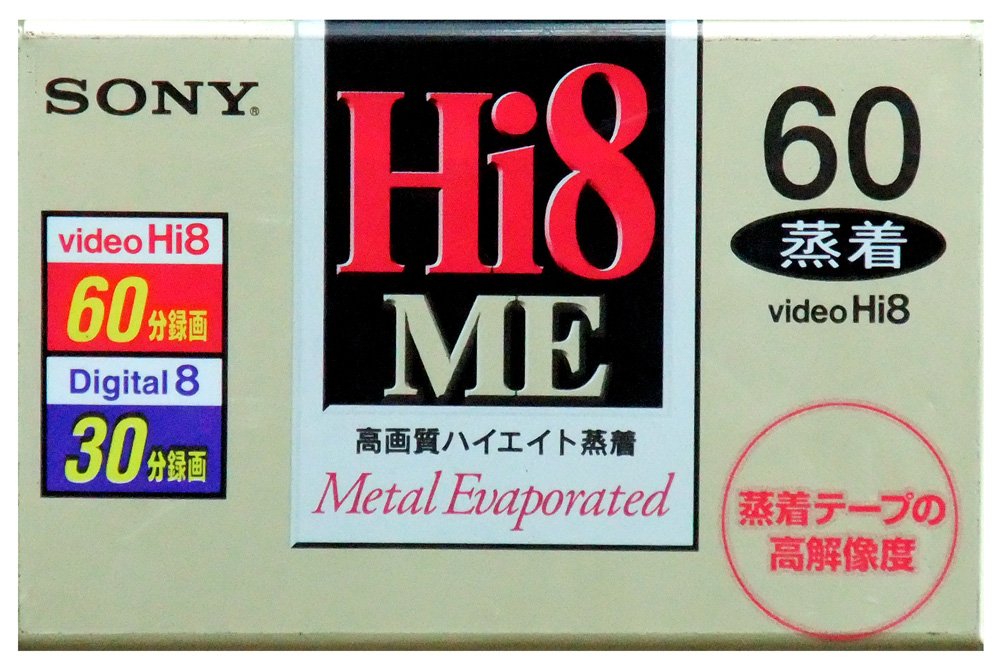 SONY®
video Hi8
60分録画
Digital 8
30分録画
Hi8
ME
高画質ハイエイト蒸着
Metal Evaporated
60
蒸着
video Hi8
蒸着テープの
高解像度